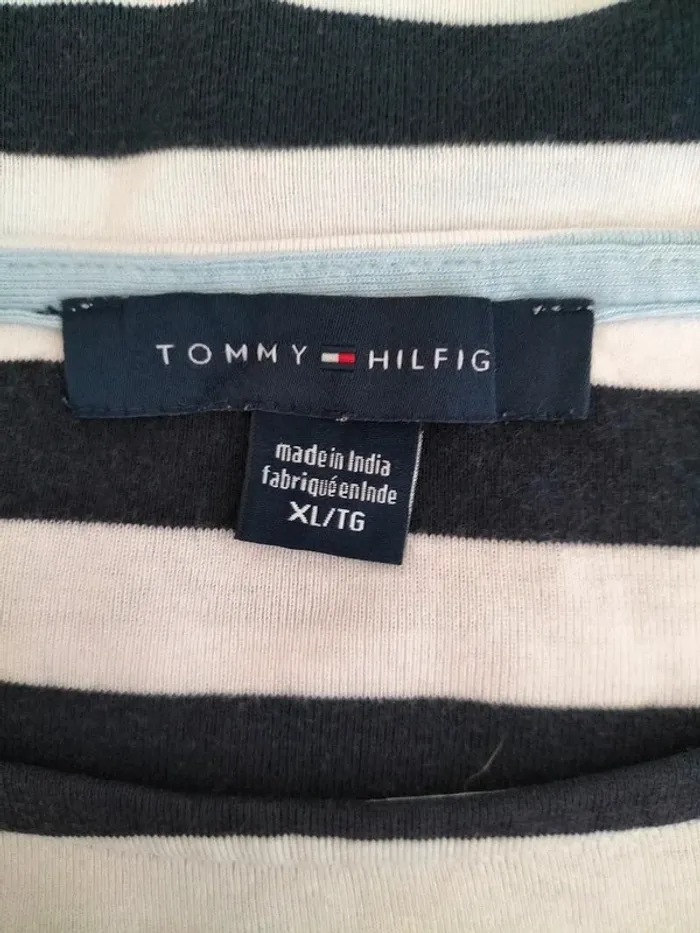 TOMMY HILFIG
made in India
fabriqué en Inde
XL/TG